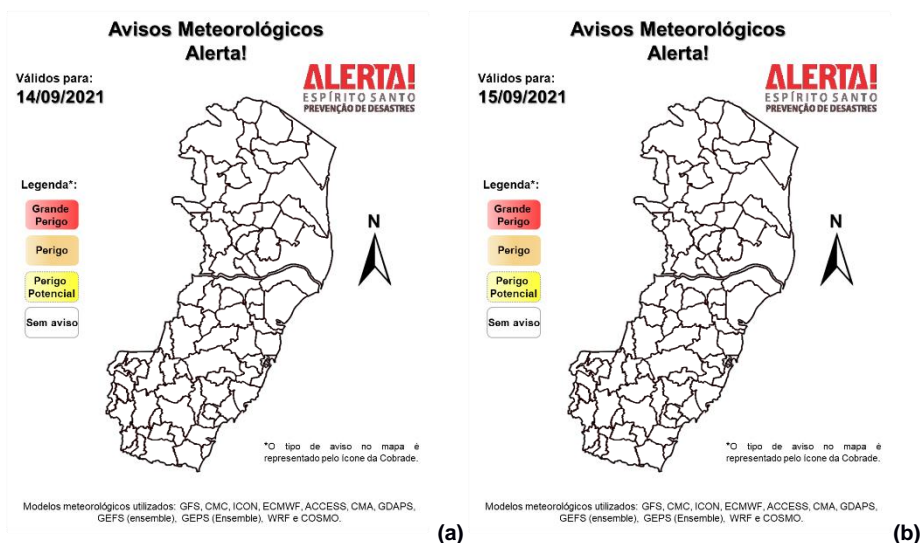 Avisos Meteorológicos
Alerta!
Válidos para:
14/09/2021
ALERTA!
ESPÍRITO SANTO
PREVENÇÃO DE DESASTRES
Legenda*:
Grande
Perigo
Perigo
Perigo
Potencial
Sem aviso
N
*O tipo de aviso no mapa é
representado pelo ícone da Cobrade.
Modelos meteorológicos utilizados: GFS, CMC, ICON, ECMWF, ACCESS, CMA, GDAPS,
GEFS (ensemble), GEPS (Ensemble), WRF e COSMO.
(a)
Avisos Meteorológicos
Alerta!
Válidos para:
15/09/2021
ALERTA!
ESPÍRITO SANTO
PREVENÇÃO DE DESASTRES
Legenda*:
Grande
Perigo
Perigo
Perigo
Potencial
Sem aviso
N
*O tipo de aviso no mapa é
representado pelo ícone da Cobrade.
Modelos meteorológicos utilizados: GFS, CMC, ICON, ECMWF, ACCESS, CMA, GDAPS,
GEFS (ensemble), GEPS (Ensemble), WRF e COSMO.
(b)